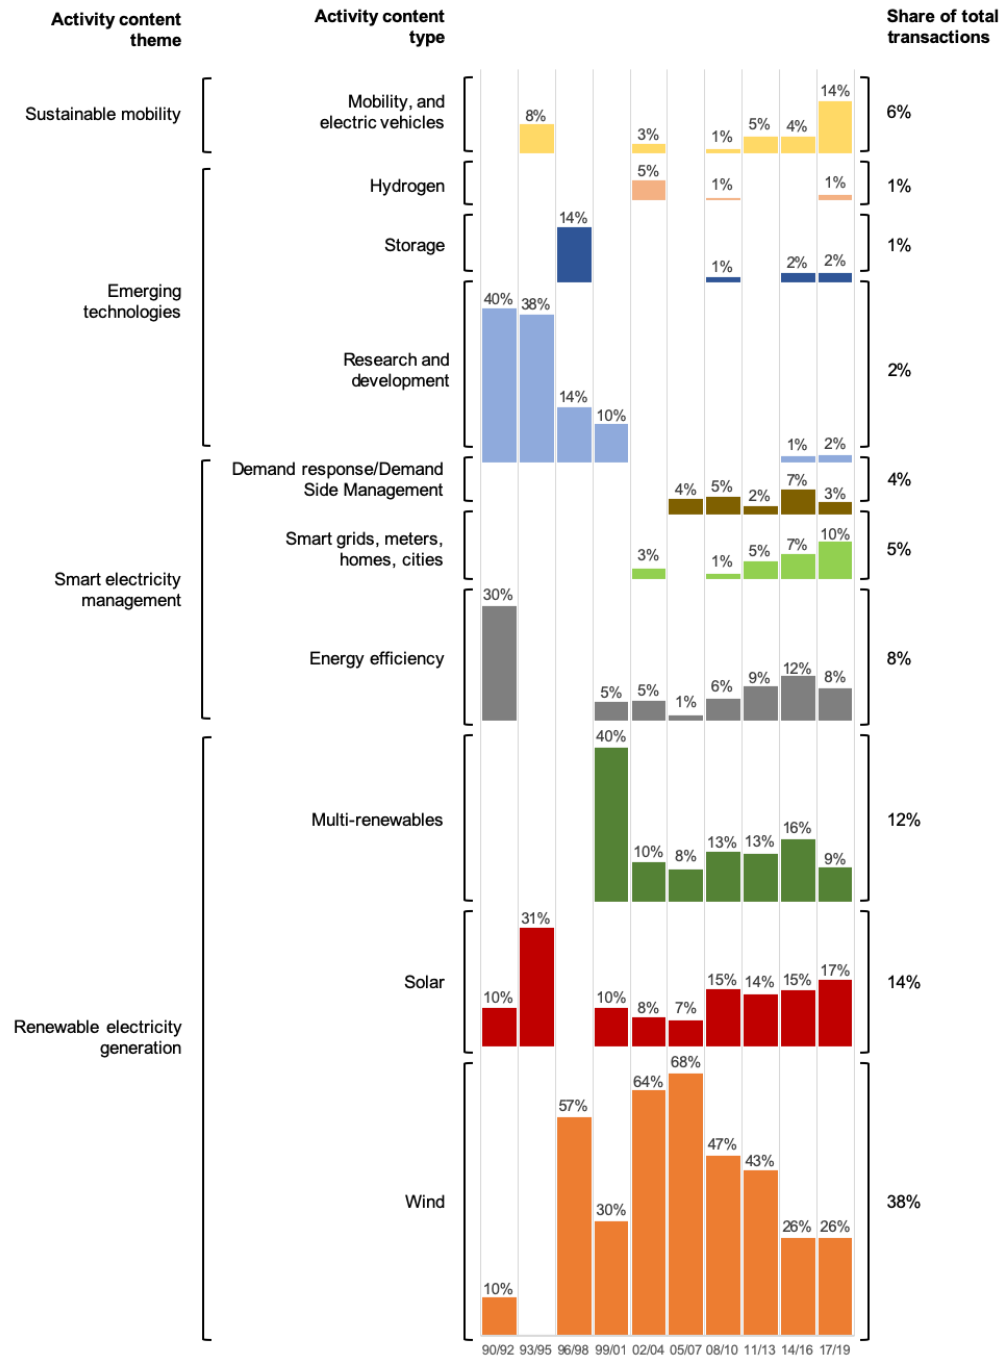 Activity content
theme
Activity content
type
Share of total
transactions
Sustainable mobility
Mobility, and
electric vehicles
8%
3%
1%
5%
4%
14%
6%
Emerging
technologies
Hydrogen
5%
1%
1%
1%
Storage
14%
1%
2%
2%
1%
Research and
development
40%
38%
14%
10%
1%
2%
2%
Smart electricity
management
Demand response/Demand
Side Management
4%
5%
2%
7%
3%
4%
Smart grids, meters,
homes, cities
3%
1%
5%
7%
10%
5%
Energy efficiency
30%
5%
5%
1%
6%
9%
12%
8%
8%
Renewable electricity
generation
Multi-renewables
40%
10%
8%
13%
13%
16%
9%
12%
Solar
10%
31%
10%
8%
7%
15%
14%
15%
17%
14%
Wind
10%
57%
30%
64%
68%
47%
43%
26%
26%
38%
90/92 93/95 96/98 99/01 02/04 05/07 08/10 11/13 14/16 17/19